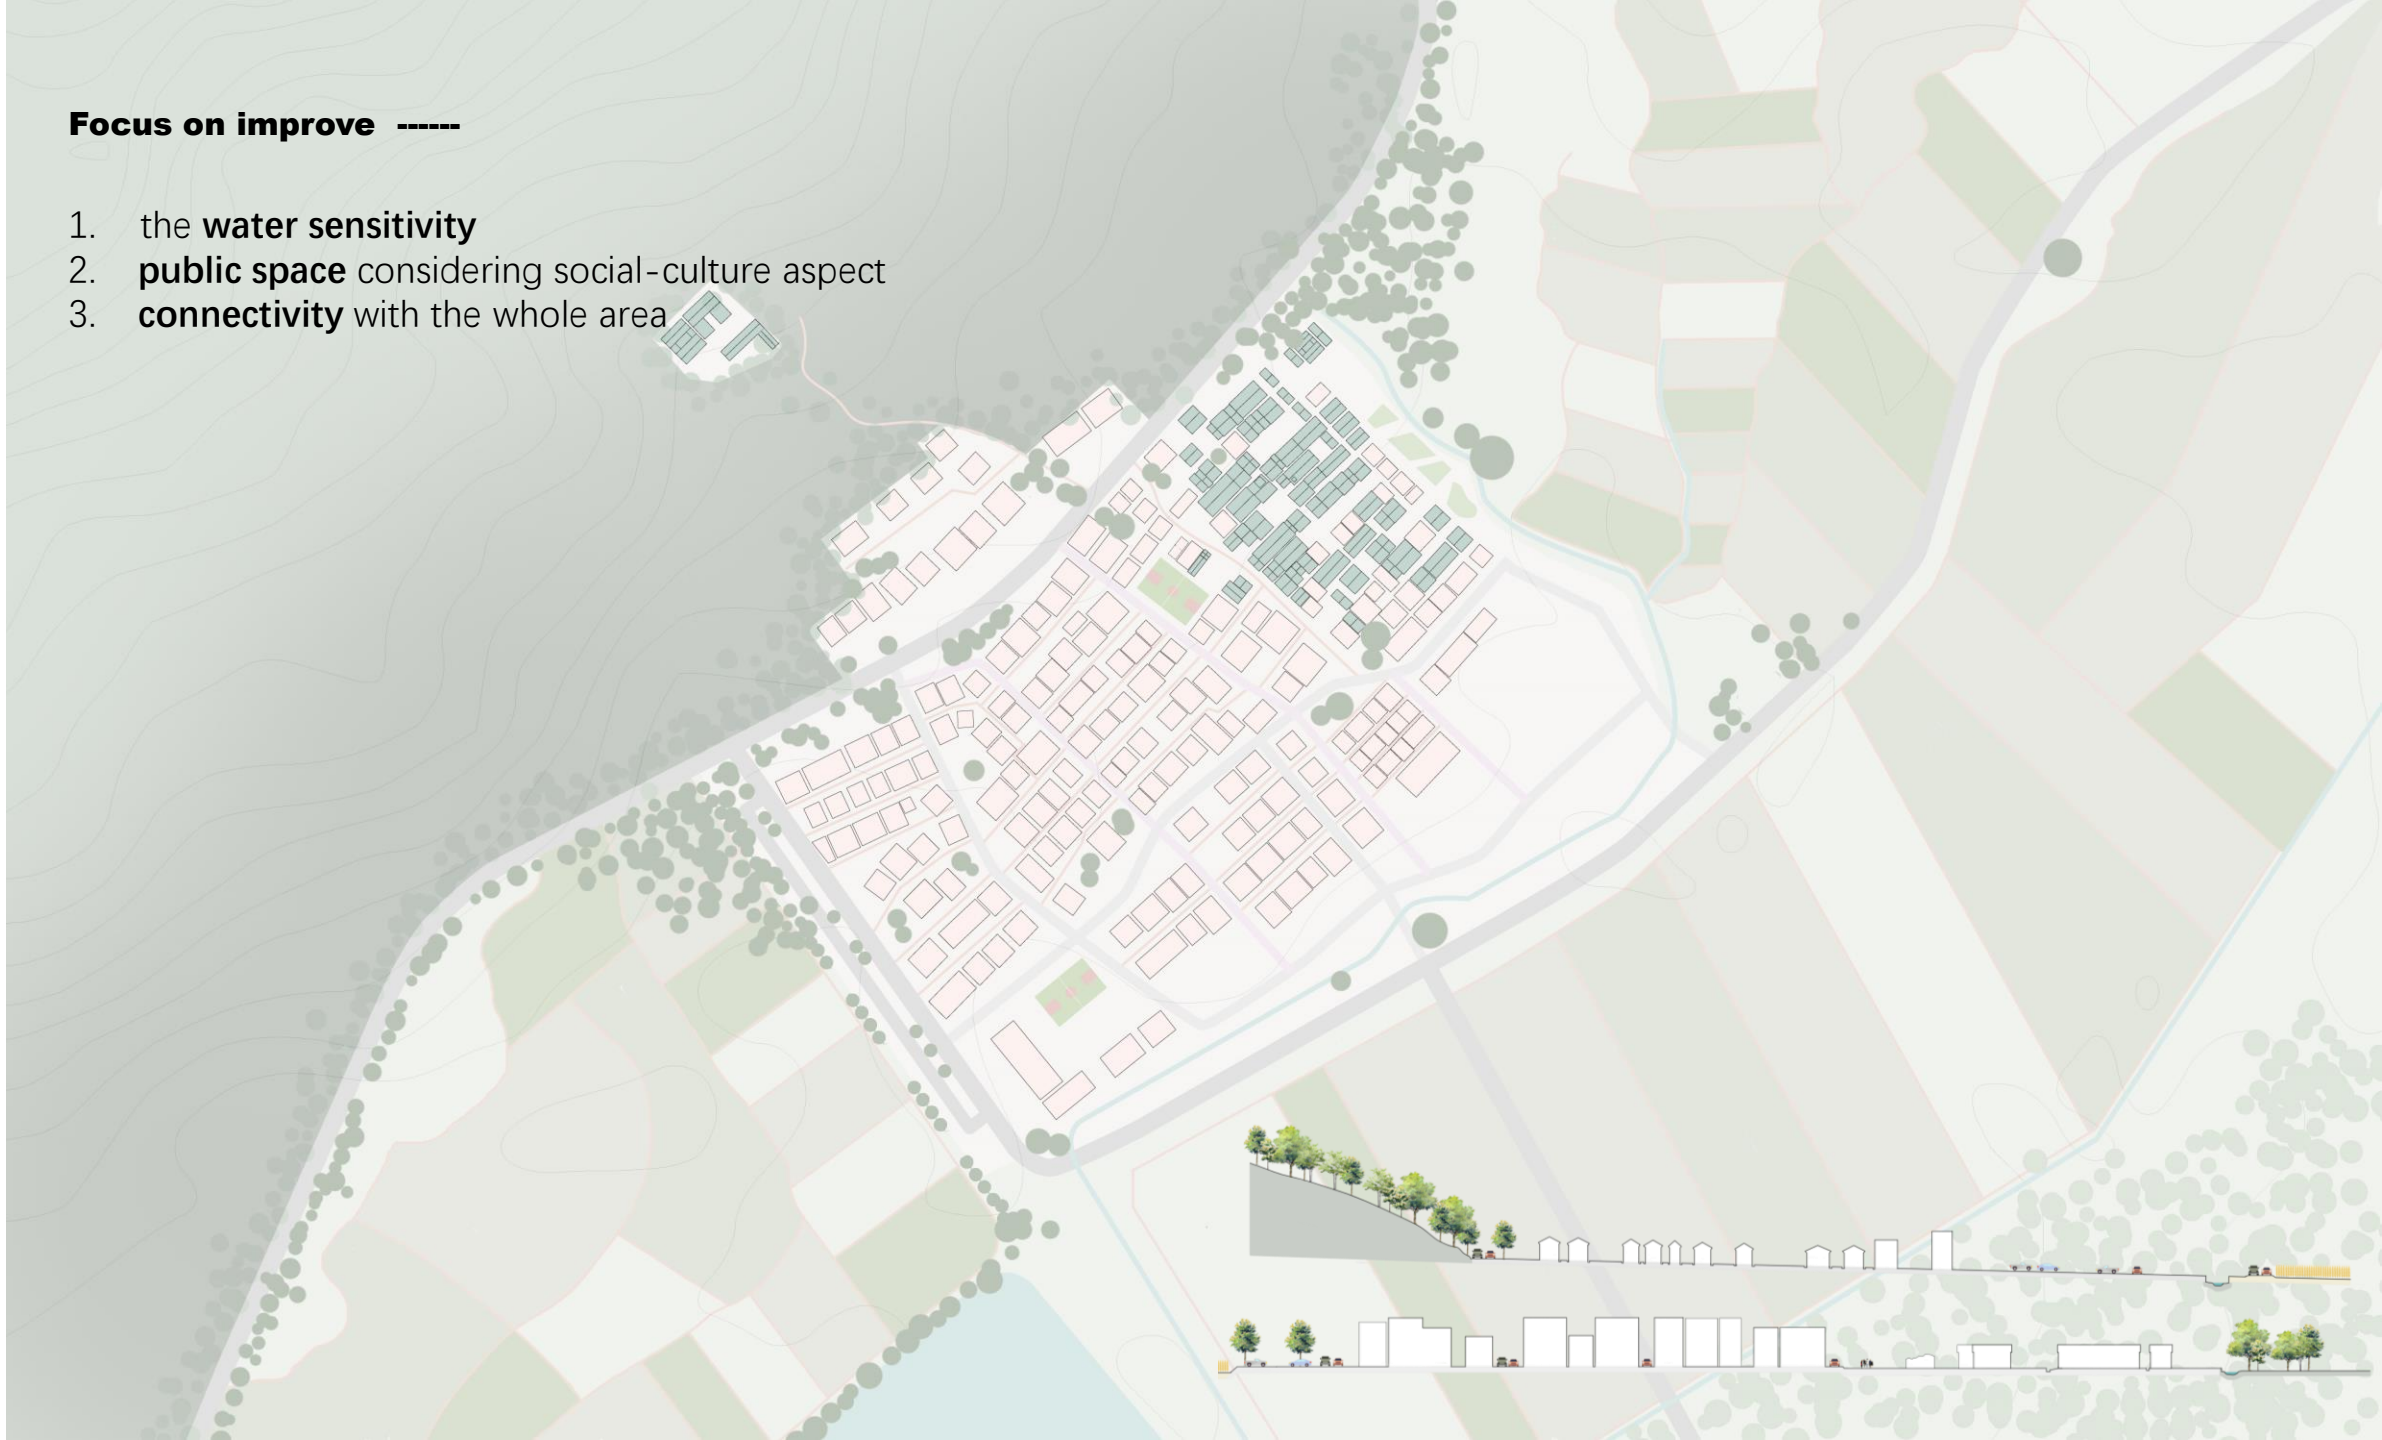 Focus on improve ------
1. the water sensitivity
2. public space considering social-culture aspect
3. connectivity with the whole area